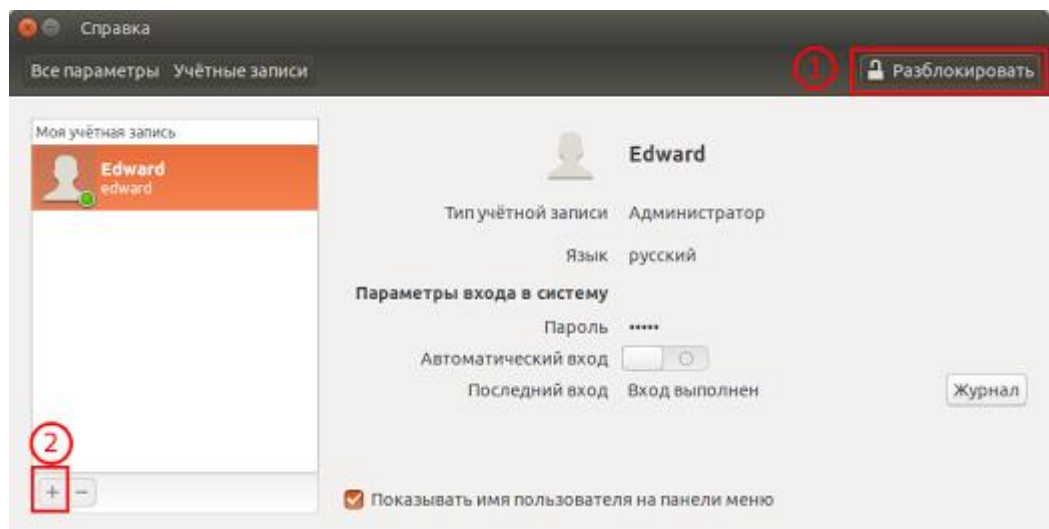 Справка
Все параметры Учётные записи
1
Разблокировать
Моя учётная запись
Edward
edward
Edward
Тип учётной записи Администратор
Язык русский
Параметры входа в систему
Пароль •••••
Автоматический вход
Последний вход Вход выполнен
Журнал
2
+ −
Показывать имя пользователя на панели меню